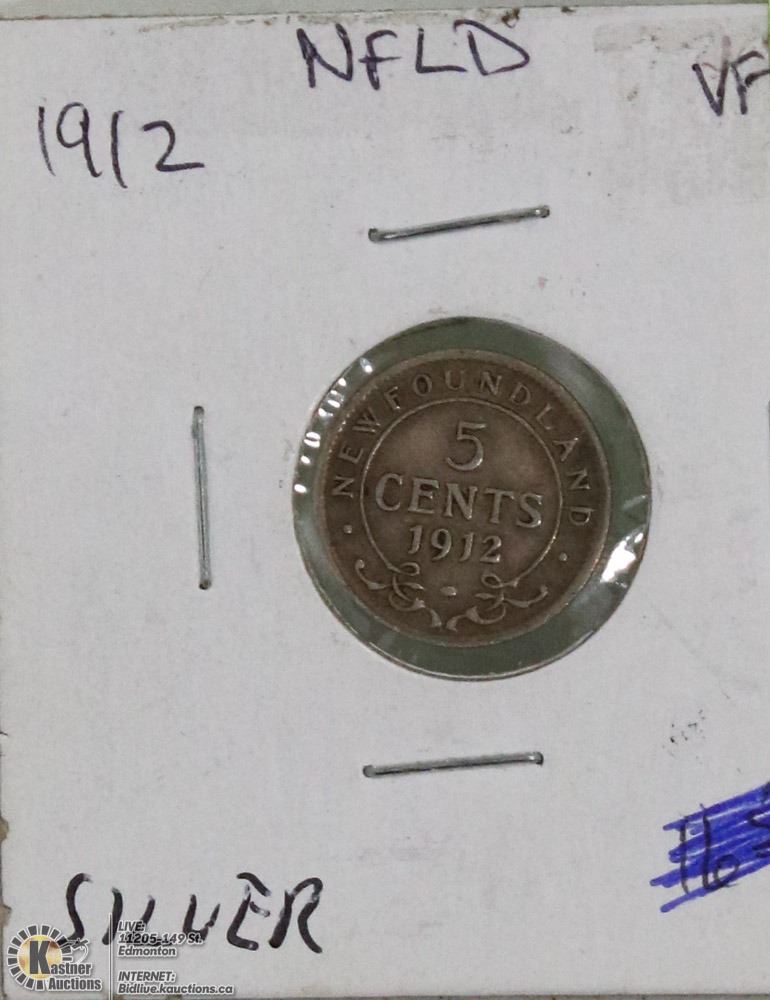 NFLD
VF
1912
NEWFOUNDLAND
5
CENTS
1912
SILVER
Kastner
Auctions
LIVE:
11205-149 St.
Edmonton
INTERNET:
Bidlive.kauctions.ca